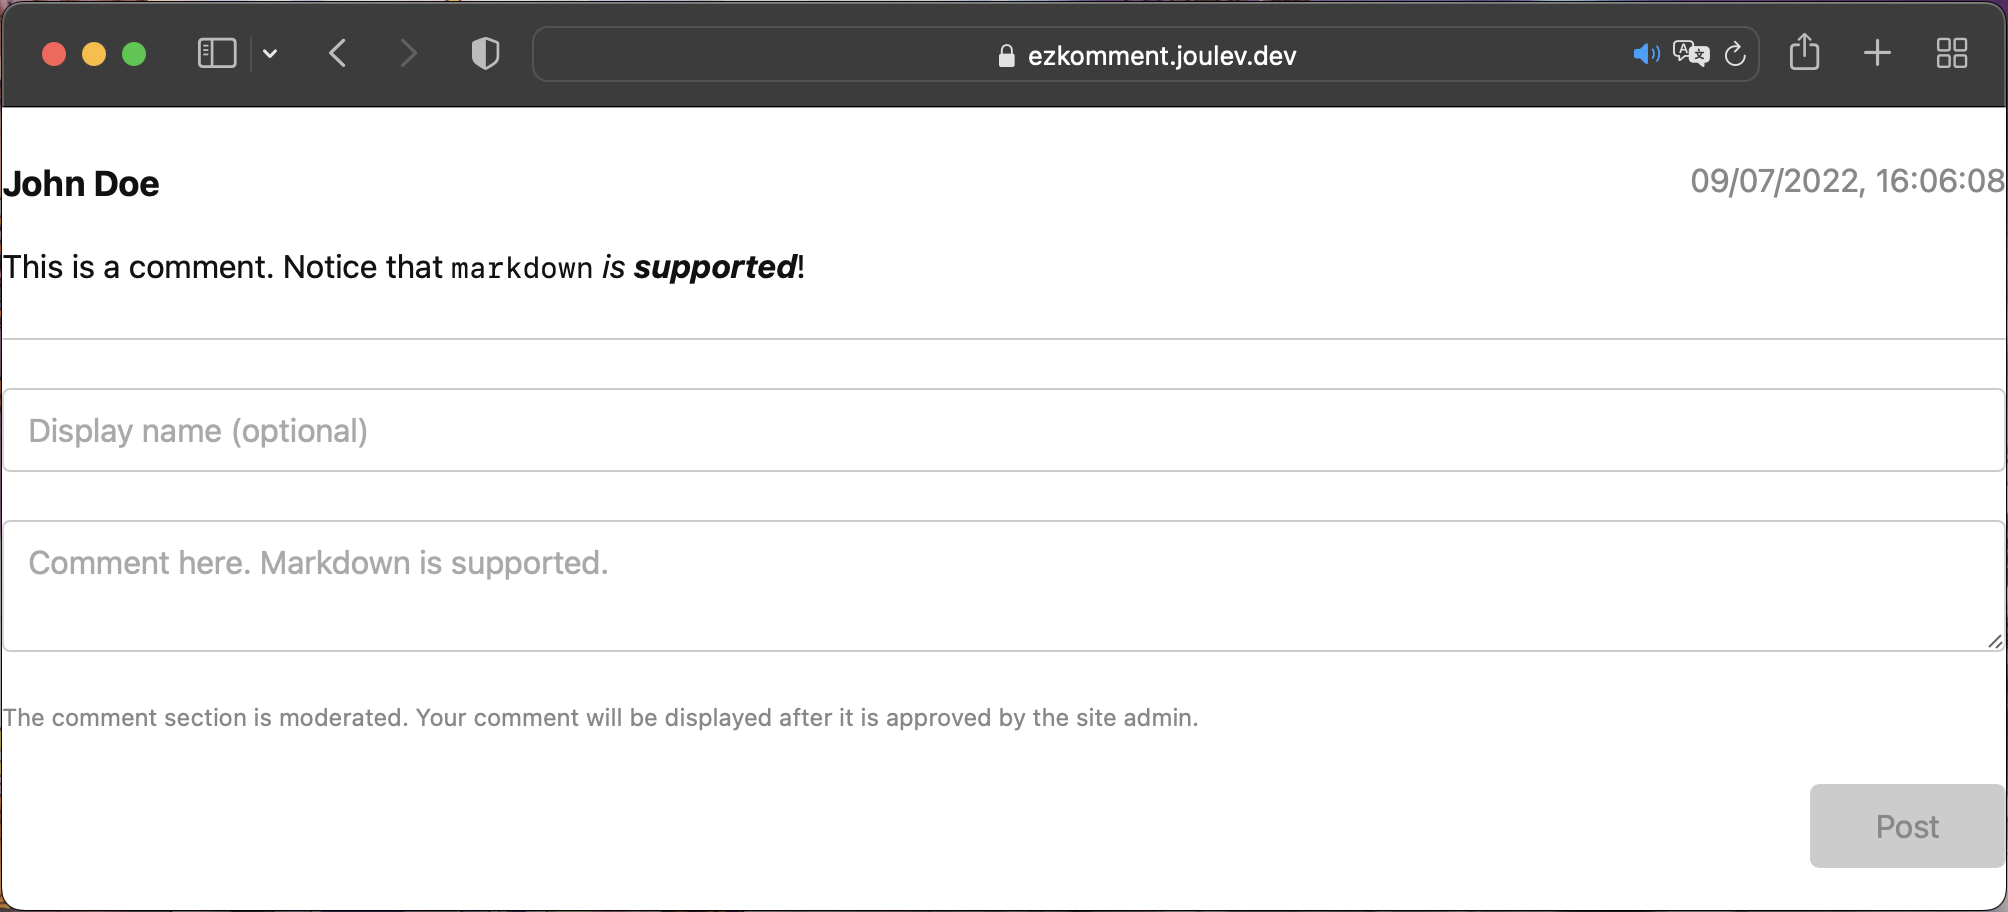 ezkomment.joulev.dev
John Doe
09/07/2022, 16:06:08
This is a comment. Notice that markdown is supported!
Display name (optional)
Comment here. Markdown is supported.
The comment section is moderated. Your comment will be displayed after it is approved by the site admin.
Post